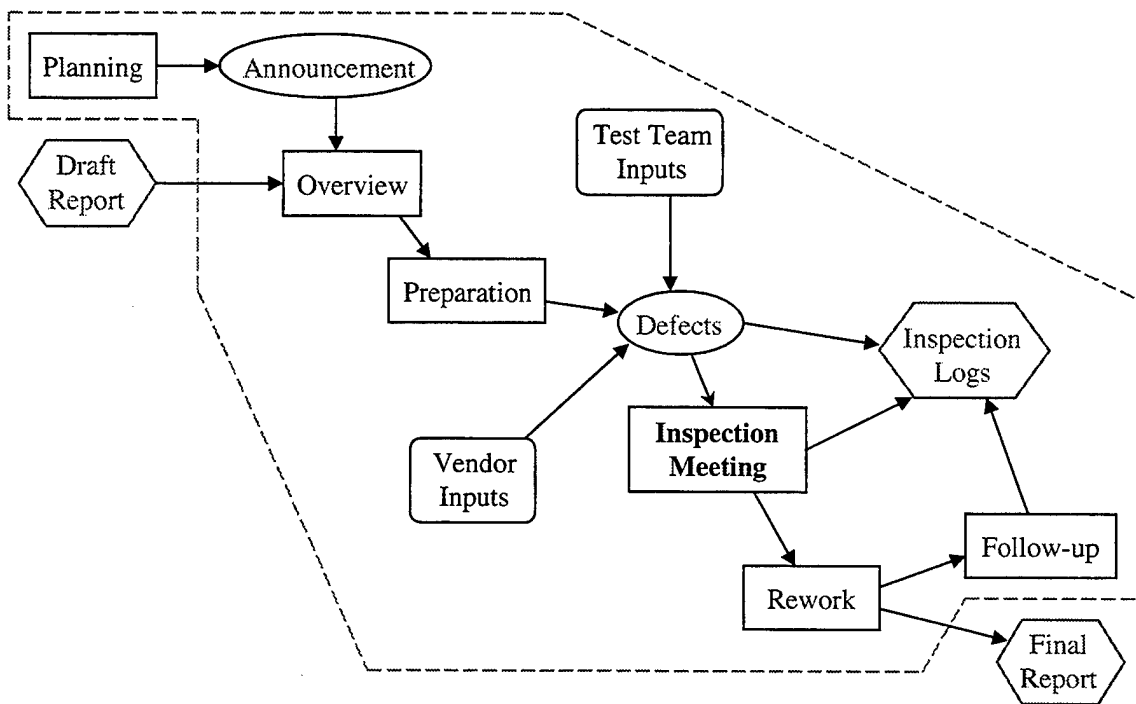 Planning
Announcement
Draft
Report
Overview
Test Team
Inputs
Preparation
Defects
Inspection
Logs
Inspection
Meeting
Vendor
Inputs
Follow-up
Rework
Final
Report